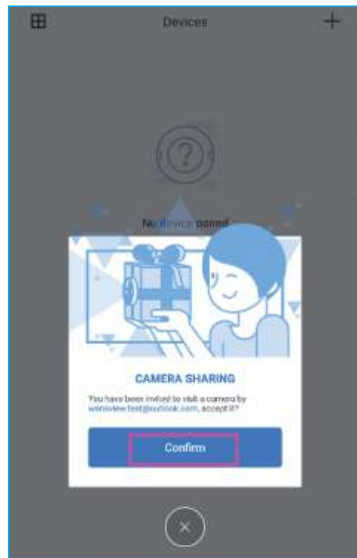 Devices
No device paired
CAMERA SHARING
You have been invited to visit a camera by
wansview.test@outlook.com, accept it?
Confirm